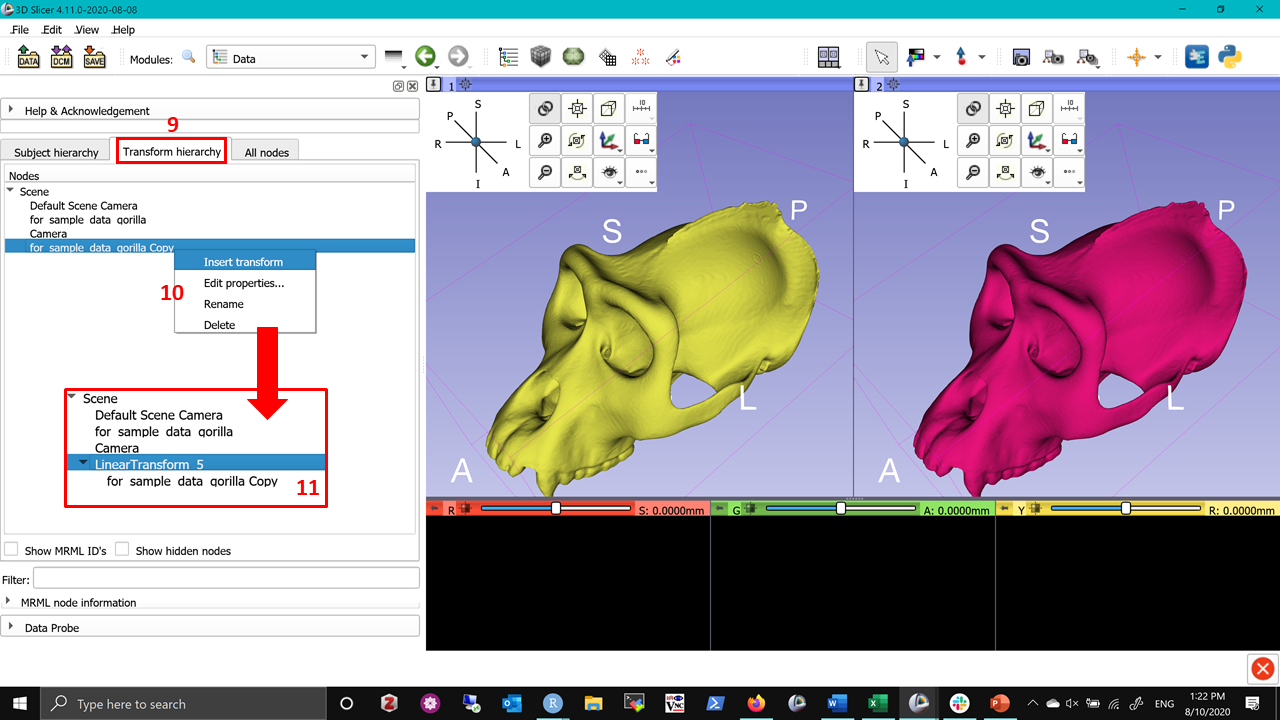 3D Slicer 4.11.0-2020-08-08
File Edit View Help
DATA DCM SAVE Modules: Data
1
2
Help & Acknowledgement
9
Subject hierarchy Transform hierarchy All nodes
Nodes
Scene
Default Scene Camera
for sample data gorilla
Camera
for sample data gorilla Copy
Insert transform
10
Edit properties...
Rename
Delete
Scene
Default Scene Camera
for sample data gorilla
Camera
LinearTransform 5
for sample data gorilla Copy
11
Show MRML ID's Show hidden nodes
Filter:
MRML node information
Data Probe
S
P
R L
A
I
10
S
P
L
A
S
P
R L
A
I
10
S
P
L
A
R S: 0.0000mm
G A: 0.0000mm
Y R: 0.0000mm
Type here to search
ENG
1:22 PM
8/10/2020